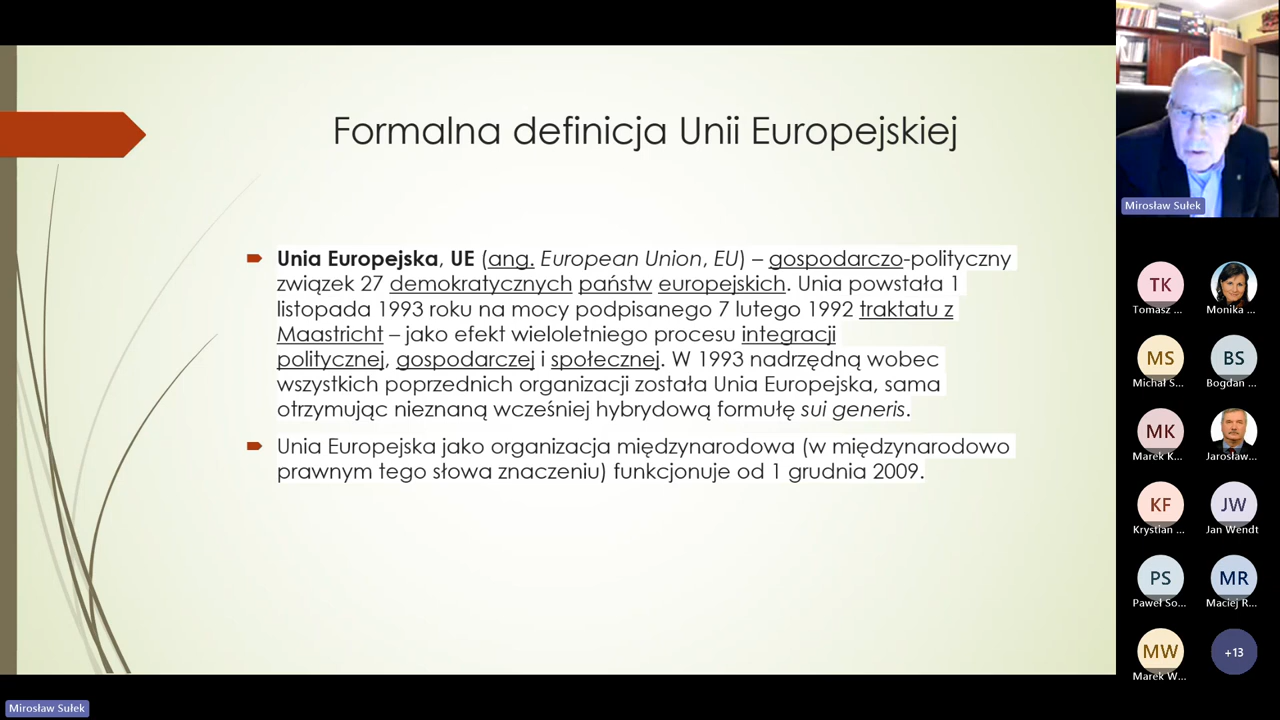 Formalna definicja Unii Europejskiej
Unia Europejska, UE (ang. European Union, EU) – gospodarczo-polityczny
związek 27 demokratycznych państw europejskich. Unia powstała 1
listopada 1993 roku na mocy podpisanego 7 lutego 1992 traktatu z
Maastricht – jako efekt wieloletniego procesu integracji
politycznej, gospodarczej i społecznej. W 1993 nadrzędną wobec
wszystkich poprzednich organizacji została Unia Europejska, sama
otrzymując nieznaną wcześniej hybrydową formułę sui generis.
Unia Europejska jako organizacja międzynarodowa (w międzynarodowo
prawnym tego słowa znaczeniu) funkcjonuje od 1 grudnia 2009.
Mirosław Sułek
TK
Tomasz ...
Monika ...
MS
BS
Michał S...
Bogdan ...
MK
Marek K...
Jarosław...
KF
JW
Krystian ...
Jan Wendt
PS
MR
Paweł So...
Maciej R...
MW
+13
Marek W...
Mirosław Sułek